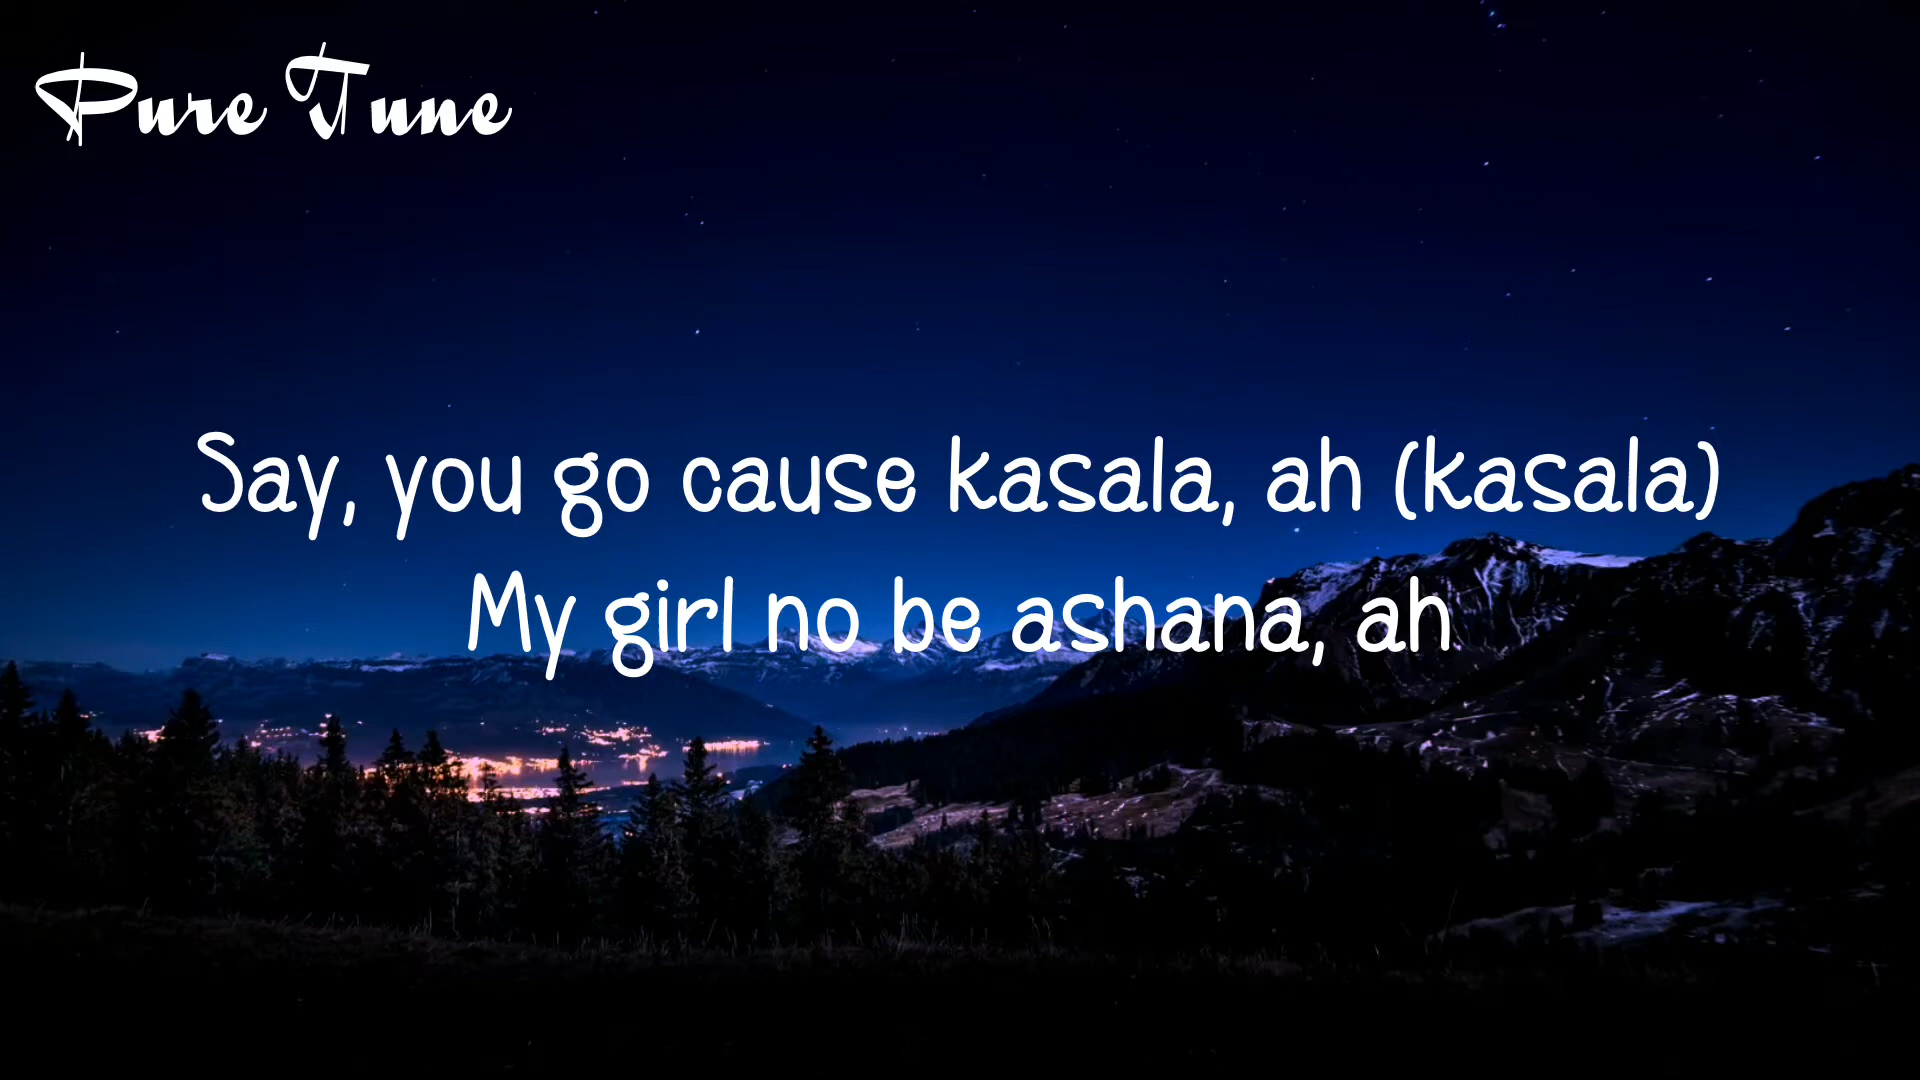 Pure Tune
Say, you go cause kasala, ah (kasala)
My girl no be ashana, ah